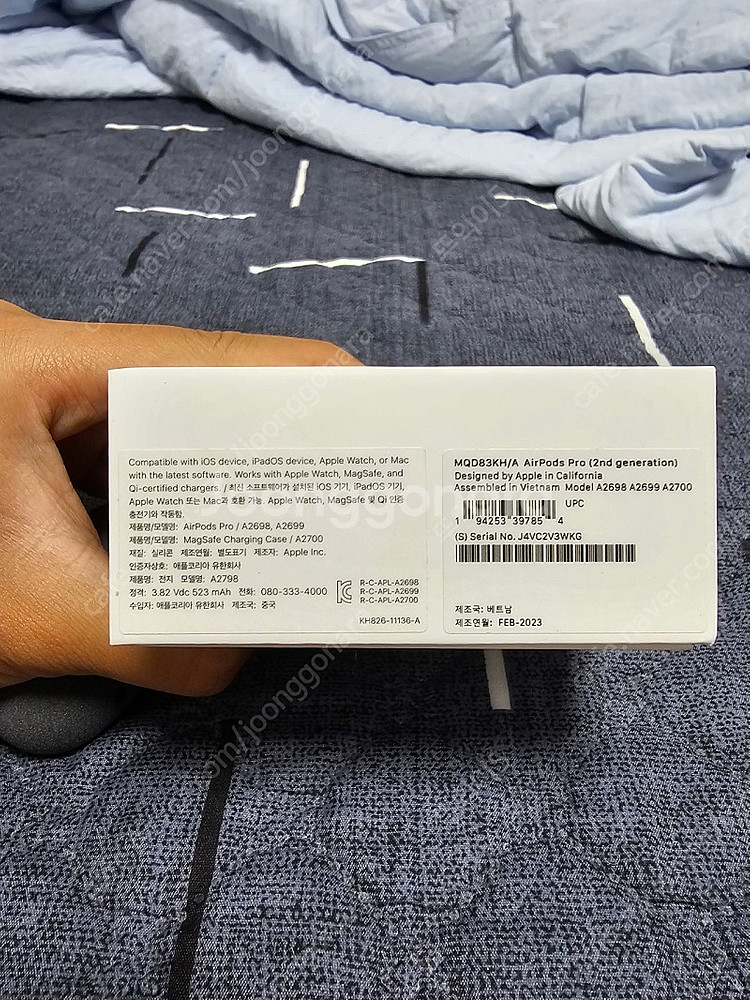 Compatible with iOS device, iPadOS device, Apple Watch, or Mac
with the latest software. Works with Apple Watch, MagSafe, and
Qi-certified chargers. / 최신 소프트웨어가 설치된 iOS 기기, iPadOS 기기,
Apple Watch 또는 Mac과 호환 가능. Apple Watch, MagSafe 및 Qi 인증
충전기와 작동함.
제품명/모델명: AirPods Pro / A2698, A2699
제품명/모델명: MagSafe Charging Case / A2700
재질: 실리콘 제조연월: 별도표기 제조자: Apple Inc.
인증자상호: 애플코리아 유한회사
제품명: 전지 모델명: A2798
정격: 3.82 Vdc 523 mAh 전화: 080-333-4000
수입자: 애플코리아 유한회사 제조국: 중국
R-C-APL-A2698
R-C-APL-A2699
R-C-APL-A2700
KH826-11136-A
MQD83KH/A AirPods Pro (2nd generation)
Designed by Apple in California
Assembled in Vietnam Model A2698 A2699 A2700
UPC
1 94253 39785 4
(S) Serial No. J4VC2V3WKG
제조국: 베트남
제조연월: FEB-2023
cafe.naver.com/joonggonara